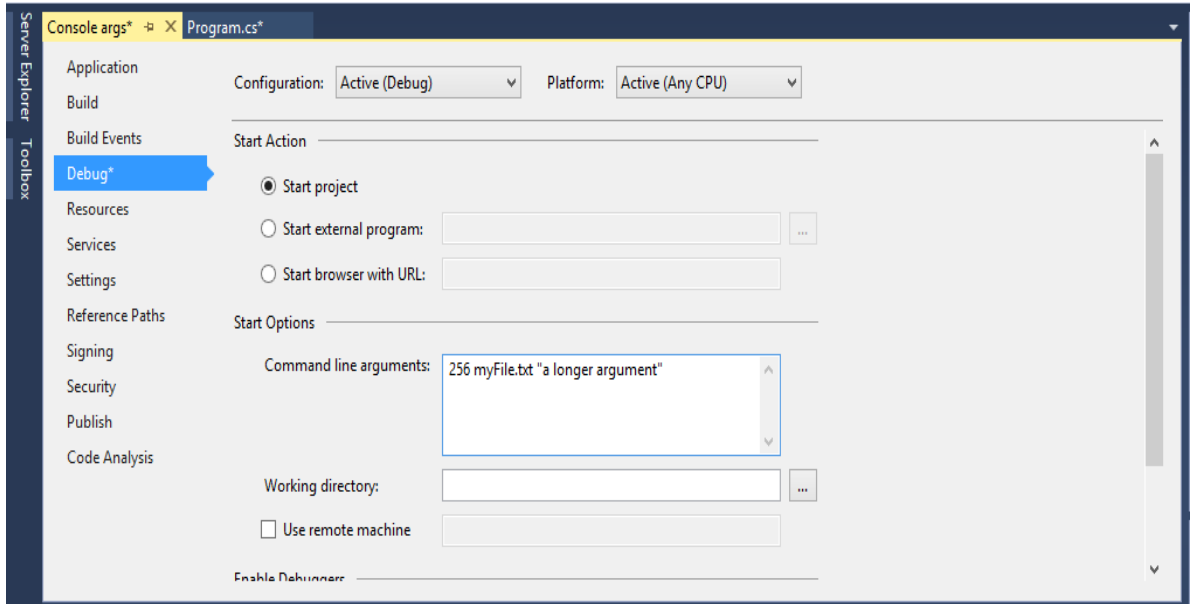 Server Explorer
Toolbox
Console args* Program.cs*
Application
Build
Build Events
Debug*
Resources
Services
Settings
Reference Paths
Signing
Security
Publish
Code Analysis
Configuration: Active (Debug) Platform: Active (Any CPU)
Start Action
Start project
Start external program: ...
Start browser with URL:
Start Options
Command line arguments: 256 myFile.txt "a longer argument"
Working directory: ...
Use remote machine
Enable Debuggers